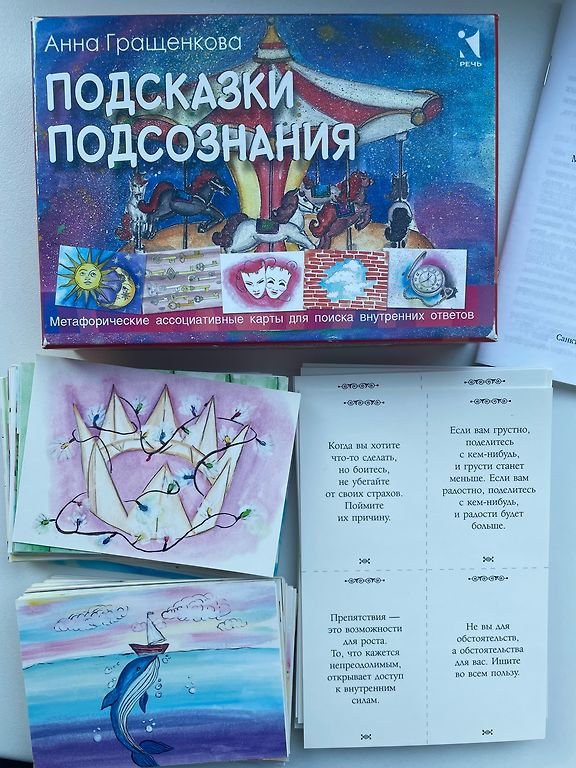 Анна Гращенкова
РЕЧЬ
ПОДСКАЗКИ
ПОДСОЗНАНИЯ
Метафорические ассоциативные карты для поиска внутренних ответов
Когда вы хотите
что-то сделать,
но боитесь,
не убегайте
от своих страхов.
Поймите
их причину.
Если вам грустно,
поделитесь
с кем-нибудь,
и грусти станет
меньше. Если вам
радостно, поделитесь
с кем-нибудь,
и радости будет
больше.
Препятствия —
это возможности
для роста.
То, что кажется
непреодолимым,
открывает доступ
к внутренним
силам.
Не вы для
обстоятельств,
а обстоятельства
для вас. Ищите
во всем пользу.